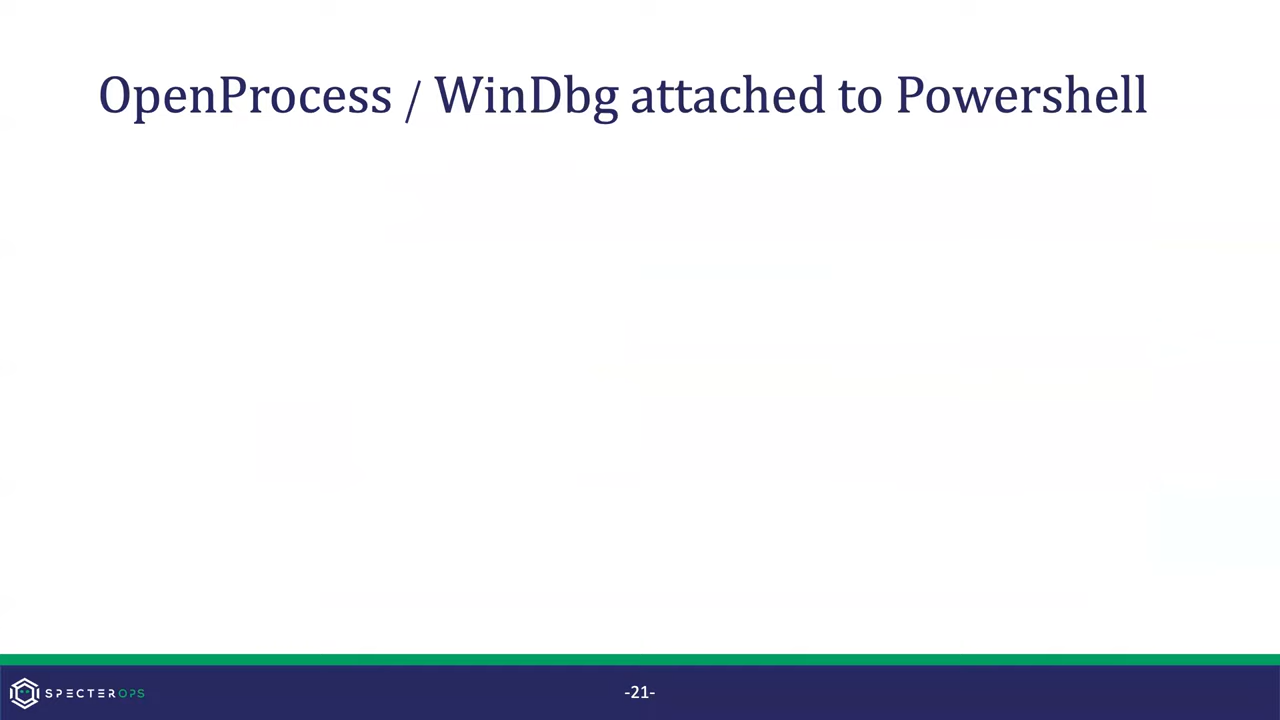 OpenProcess / WinDbg attached to Powershell
SPECTEROPS
-21-